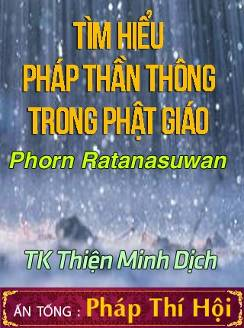 TÌM HIỂU
PHÁP THẦN THÔNG
TRONG PHẬT GIÁO
Phorn Ratanasuwan
TK Thiện Minh Dịch
ẤN TỐNG : Pháp Thí Hội